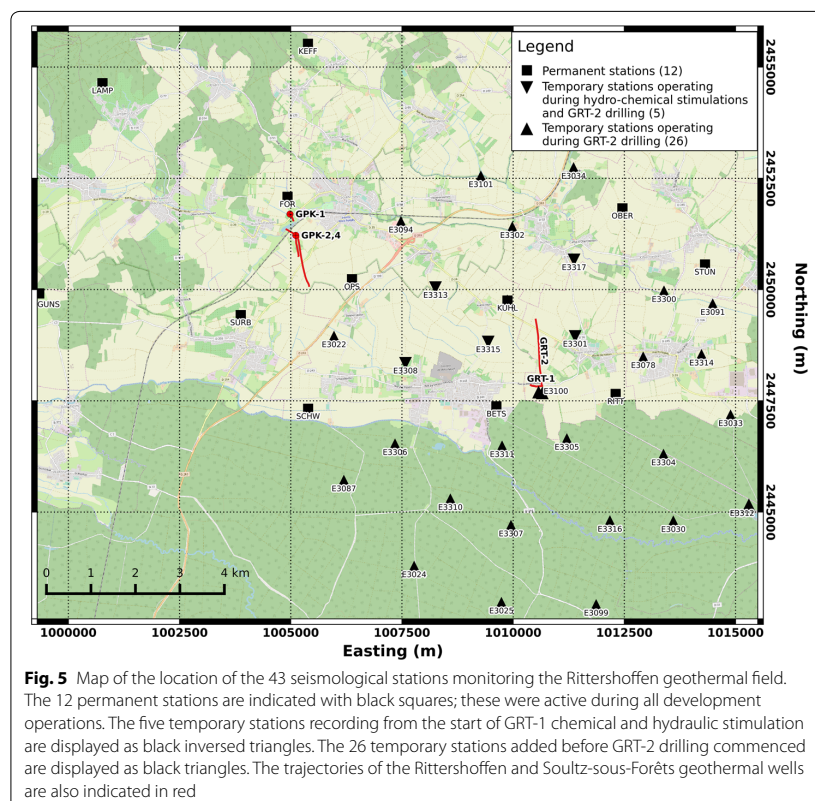 KEFF
LAMP
Legend
Permanent stations (12)
Temporary stations operating
during hydro-chemical stimulations
and GRT-2 drilling (5)
Temporary stations operating
during GRT-2 drilling (26)
2455000
E3101
E3034
2452500
FOR
GPK-1
E3094
E3302
OBER
GPK-2,4
E3317
STUN
OPS
E3313
2450000
GUNS
KUHL
E3300
E3091
SURB
E3022
E3315
GRT-2
E3301
E3308
E3078
E3314
GRT-1
E3100
RITT
2447500
SCHW
BETS
E3033
E3306
E3311
E3305
E3304
E3087
E3310
E3312
2445000
E3307
E3316
E3030
E3024
E3025
E3099
0 1 2 3 4 km
Northing (m)
1000000 1002500 1005000 1007500 1010000 1012500 1015000
Easting (m)
Fig. 5 Map of the location of the 43 seismological stations monitoring the Rittershoffen geothermal field.
The 12 permanent stations are indicated with black squares; these were active during all development
operations. The five temporary stations recording from the start of GRT-1 chemical and hydraulic stimulation
are displayed as black inversed triangles. The 26 temporary stations added before GRT-2 drilling commenced
are displayed as black triangles. The trajectories of the Rittershoffen and Soultz-sous-Forêts geothermal wells
are also indicated in red